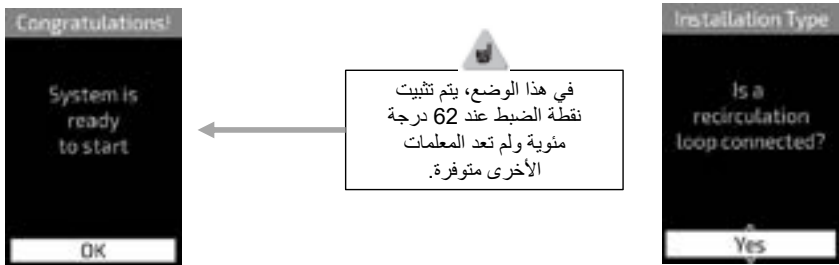 Congratulations!
System is
ready
to start
OK
في هذا الوضع، يتم تثبيت
نقطة الضبط عند 62 درجة
مئوية ولم تعد المعلمات
الأخرى متوفرة.
Installation Type
Is a
recirculation
loop connected?
Yes